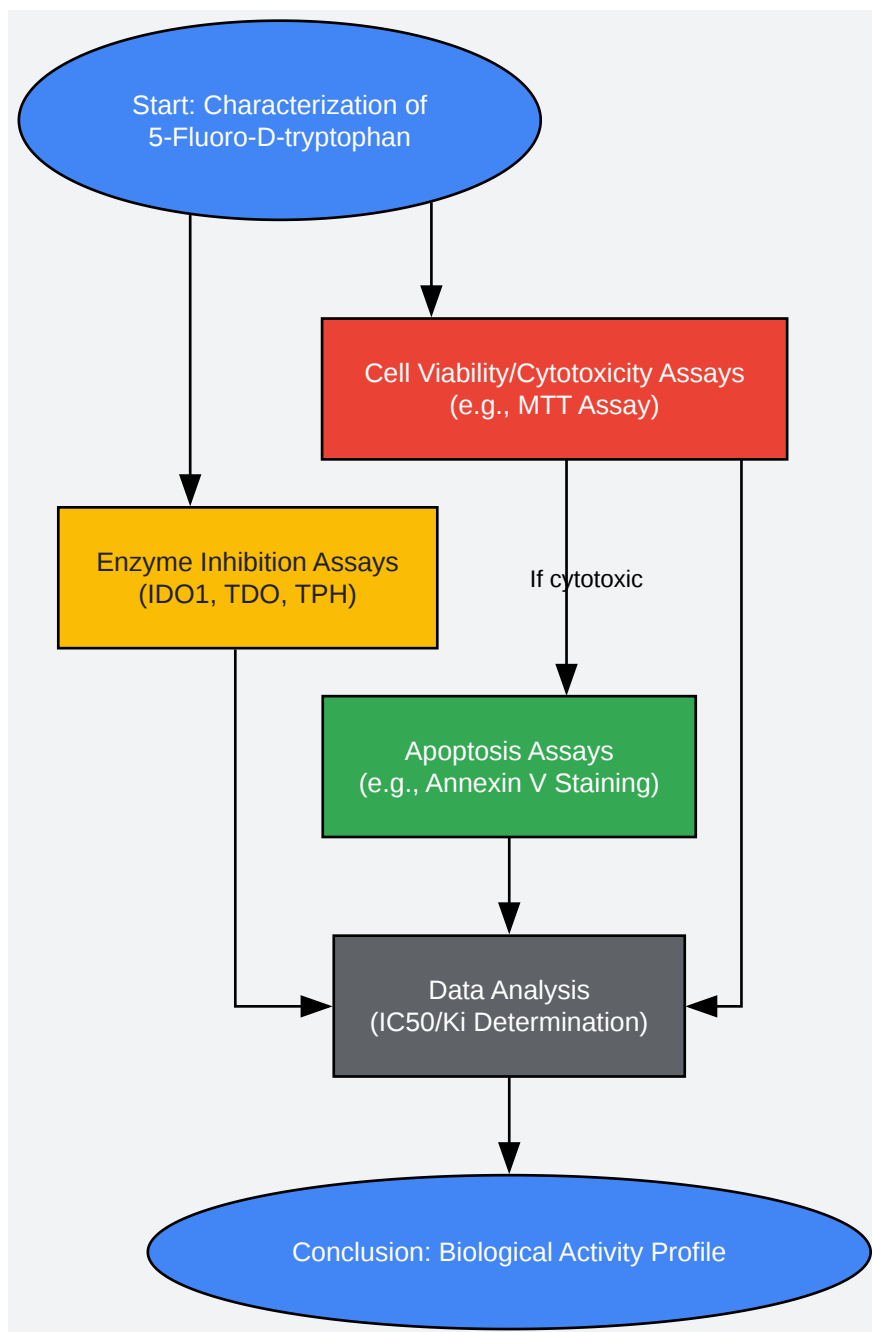 Start: Characterization of
5-Fluoro-D-tryptophan
Cell Viability/Cytotoxicity Assays
(e.g., MTT Assay)
Enzyme Inhibition Assays
(IDO1, TDO, TPH)
If cytotoxic
Apoptosis Assays
(e.g., Annexin V Staining)
Data Analysis
(IC50/Ki Determination)
Conclusion: Biological Activity Profile